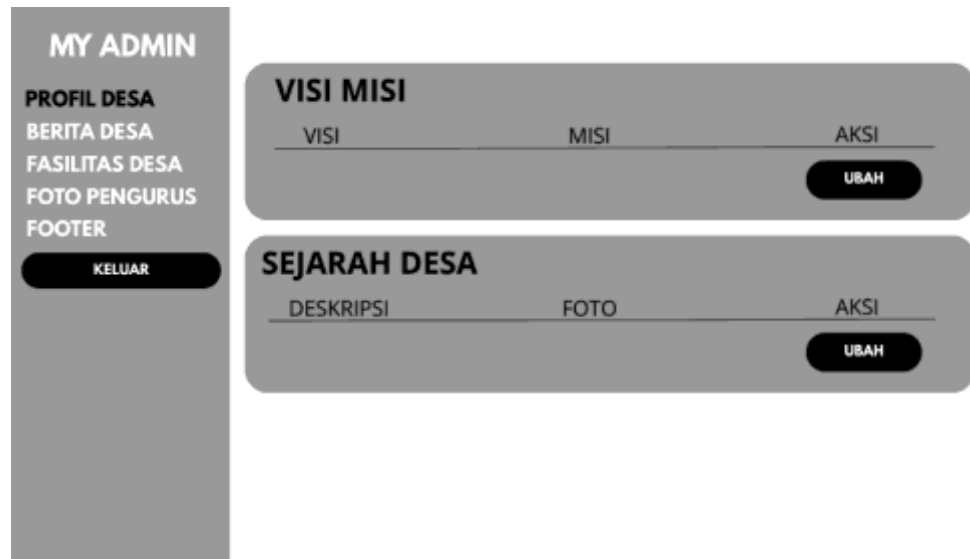 MY ADMIN
PROFIL DESA
BERITA DESA
FASILITAS DESA
FOTO PENGURUS
FOOTER
KELUAR
VISI MISI
VISI MISI AKSI
UBAH
SEJARAH DESA
DESKRIPSI FOTO AKSI
UBAH